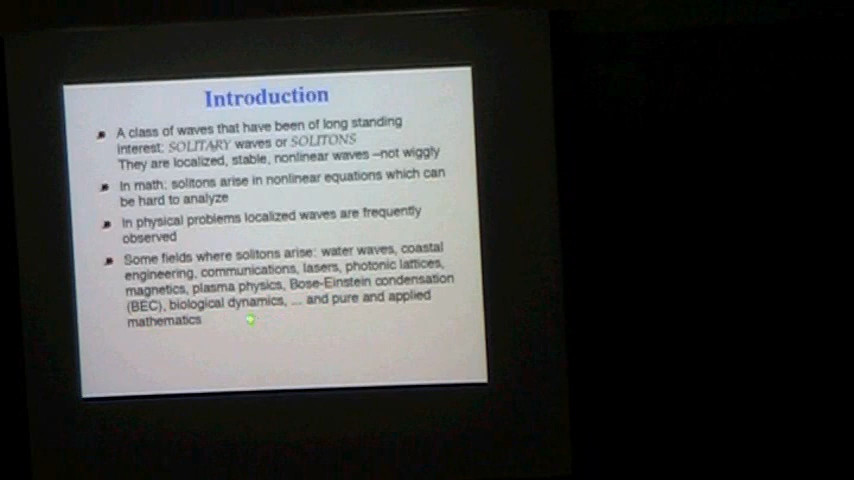 Introduction
A class of waves that have been of long standing
interest: SOLITARY waves or SOLITONS
They are localized, stable, nonlinear waves –not wiggly
In math: solitons arise in nonlinear equations which can
be hard to analyze
In physical problems localized waves are frequently
observed
Some fields where solitons arise: water waves, coastal
engineering, communications, lasers, photonic lattices,
magnetics, plasma physics, Bose-Einstein condensation
(BEC), biological dynamics, ... and pure and applied
mathematics